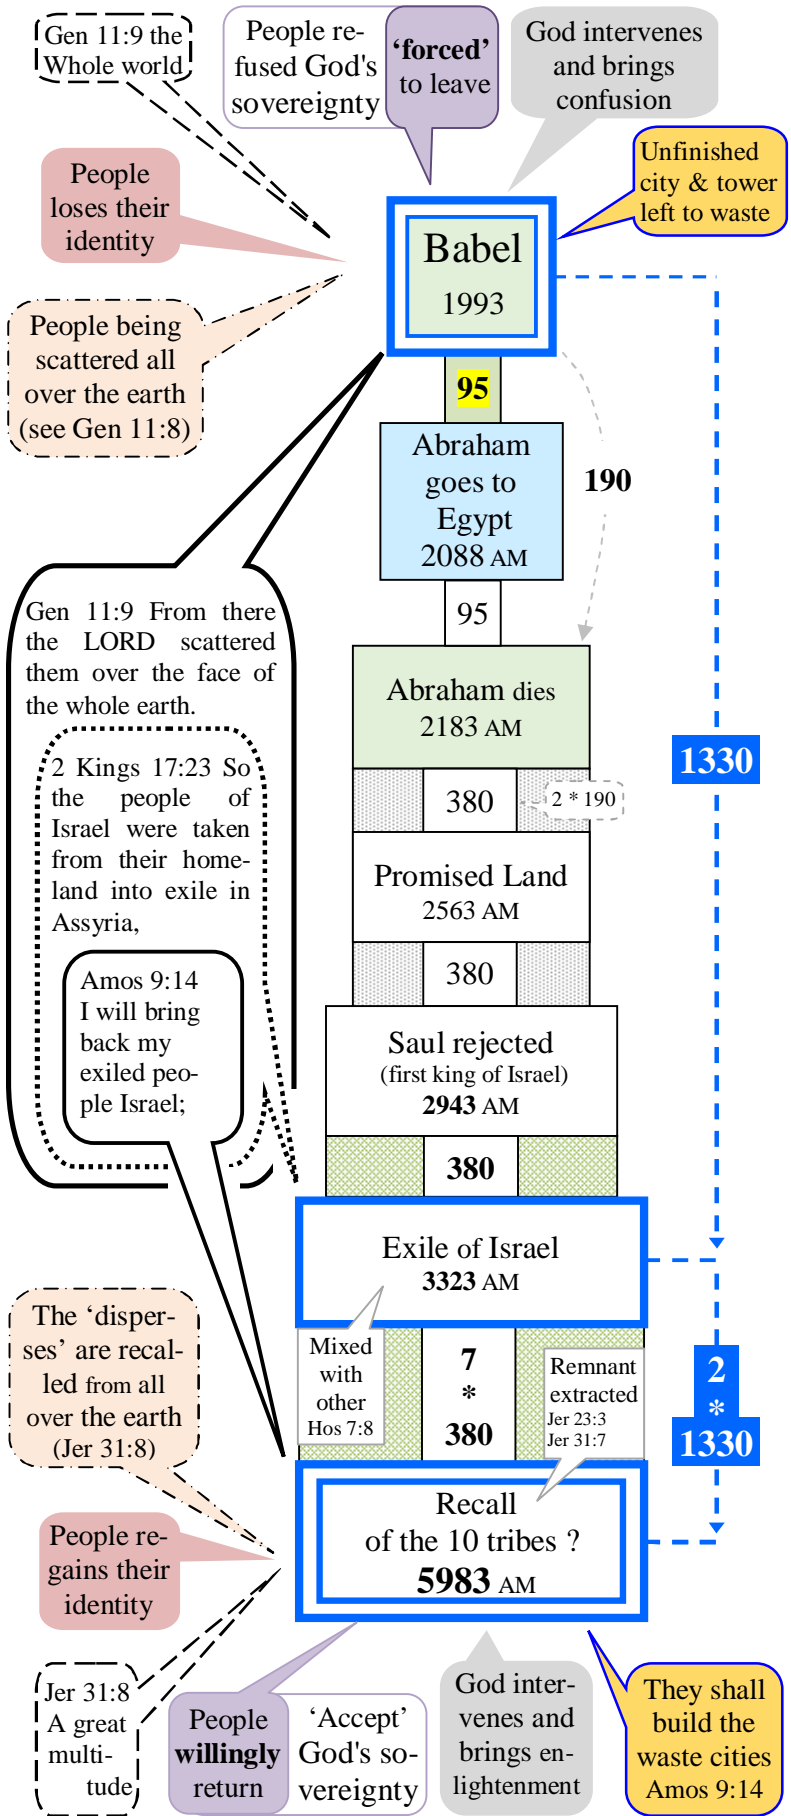 Gen 11:9 the
Whole world
People re-
fused God's
sovereignty
'forced'
to leave
God intervenes
and brings
confusion
Unfinished
city & tower
left to waste
People
loses their
identity
Babel
1993
People being
scattered all
over the earth
(see Gen 11:8)
95
Abraham
goes to
Egypt
2088 AM
190
95
Gen 11:9 From there
the LORD scattered
them over the face of
the whole earth.
Abraham dies
2183 AM
1330
2 Kings 17:23 So
the people of
Israel were taken
from their home-
land into exile in
Assyria,
380
2 * 190
Promised Land
2563 AM
380
Amos 9:14
I will bring
back my
exiled peo-
ple Israel;
Saul rejected
(first king of Israel)
2943 AM
380
Exile of Israel
3323 AM
The 'disper-
ses' are recal-
led from all
over the earth
(Jer 31:8)
Mixed
with
other
Hos 7:8
7
*
380
Remnant
extracted
Jer 23:3
Jer 31:7
2
*
1330
Recall
of the 10 tribes ?
5983 AM
People re-
gains their
identity
Jer 31:8
A great
multi-
tude
People
willingly
return
'Accept'
God's so-
vereignty
God inter-
venes and
brings en-
lightenment
They shall
build the
waste cities
Amos 9:14